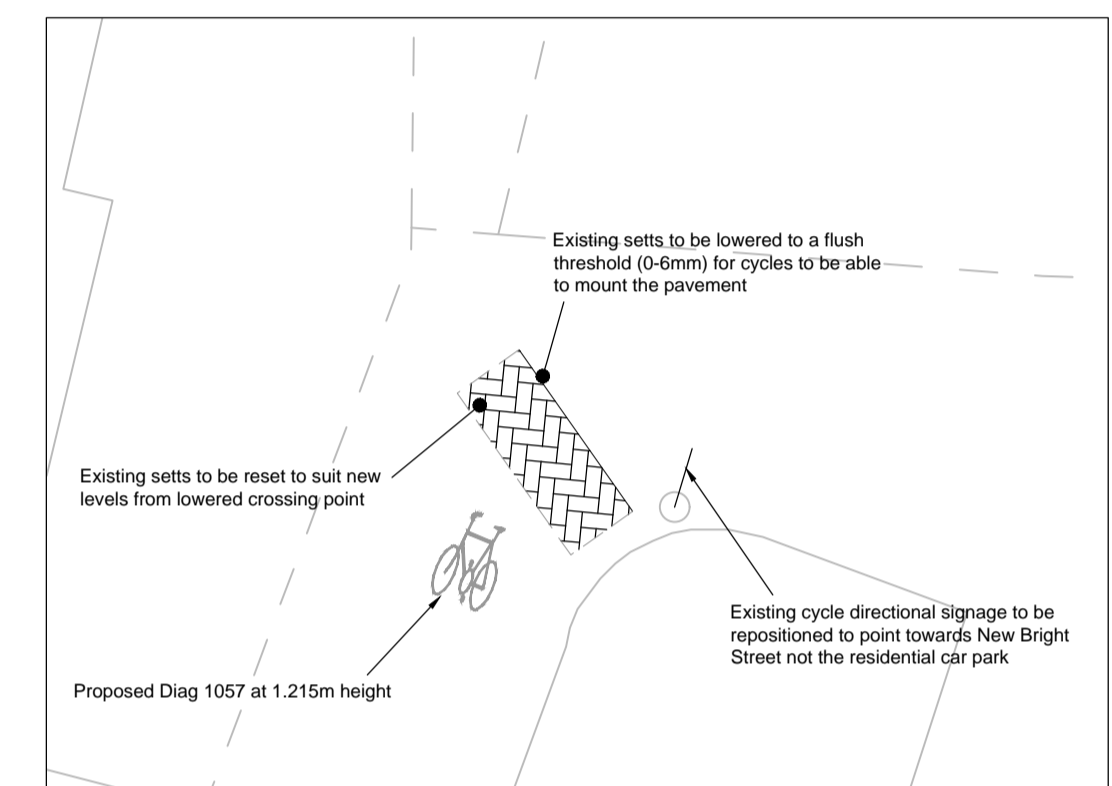 Existing setts to be lowered to a flush
threshold (0-6mm) for cycles to be able
to mount the pavement
Existing setts to be reset to suit new
levels from lowered crossing point
Existing cycle directional signage to be
repositioned to point towards New Bright
Street not the residential car park
Proposed Diag 1057 at 1.215m height